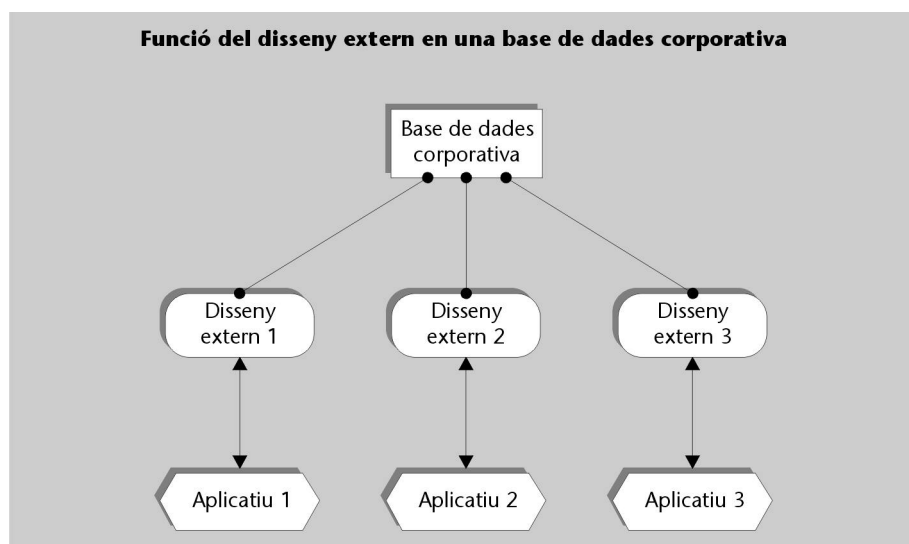 Funció del disseny extern en una base de dades corporativa
Base de dades
corporativa
Disseny
extern 1
Disseny
extern 2
Disseny
extern 3
Aplicatiu 1
Aplicatiu 2
Aplicatiu 3